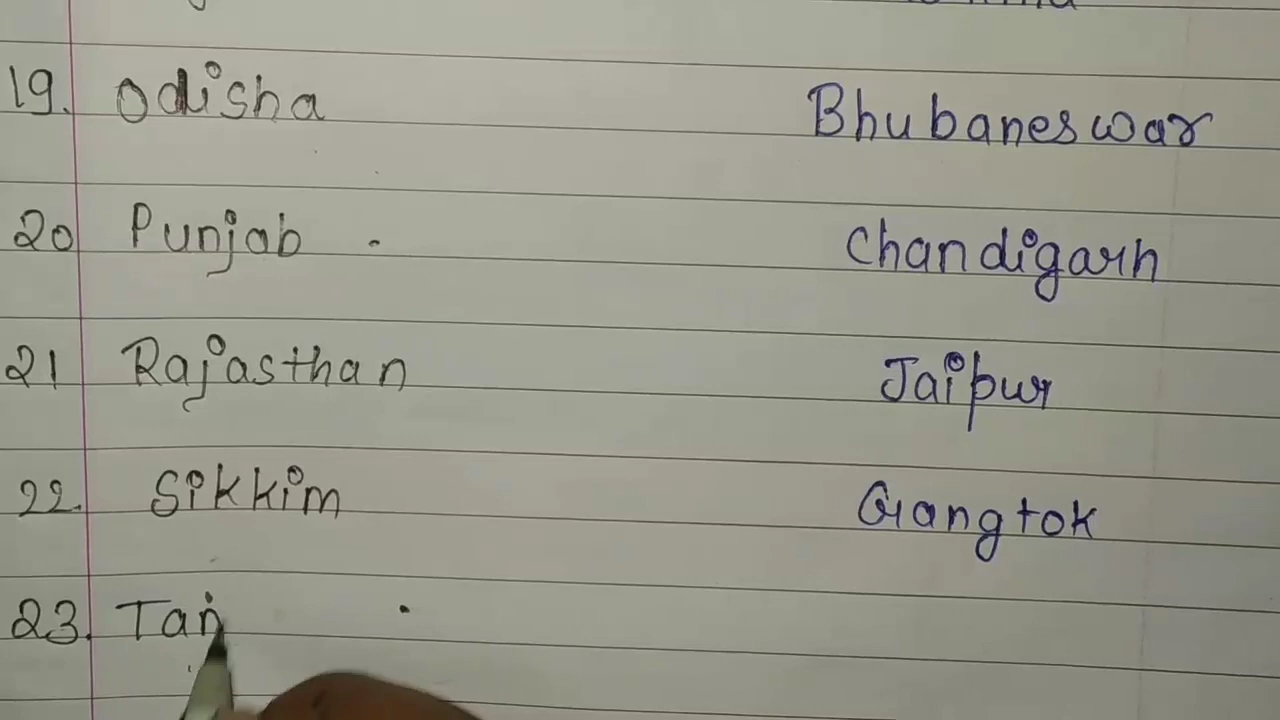 19. Odisha Bhubaneswar
20 Punjab Chandigarh
21 Rajasthan Jaipur
22. Sikkim Gangtok
23. Tan